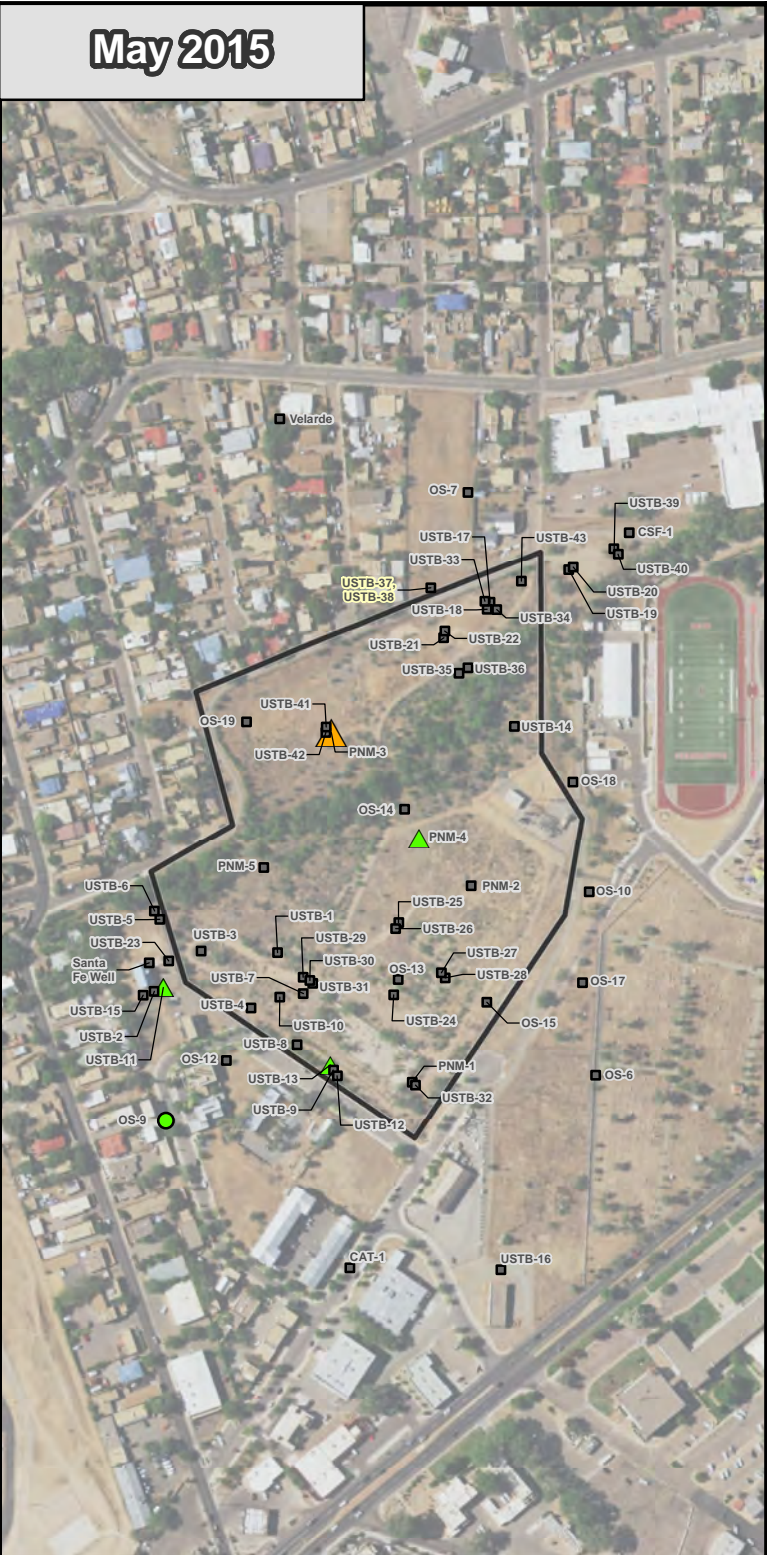 May 2015
Velarde
OS-7
USTB-39
CSF-1
USTB-17
USTB-43
USTB-33
USTB-40
USTB-37,
USTB-38
USTB-20
USTB-18
USTB-34
USTB-19
USTB-21
USTB-22
USTB-35
USTB-36
USTB-41
OS-19
USTB-14
USTB-42
PNM-3
OS-18
OS-14
PNM-4
PNM-5
USTB-6
PNM-2
OS-10
USTB-5
USTB-25
USTB-1
USTB-26
USTB-23
USTB-3
USTB-29
USTB-27
Santa
Fe Well
USTB-30
OS-13
USTB-28
USTB-7
USTB-31
OS-17
USTB-15
USTB-4
USTB-10
USTB-24
OS-15
USTB-2
USTB-8
USTB-11
OS-12
PNM-1
OS-6
USTB-13
USTB-32
USTB-9
OS-9
USTB-12
CAT-1
USTB-16